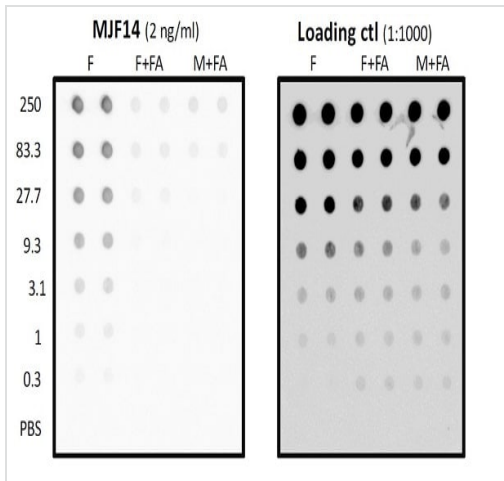 MJF14 (2 ng/ml) Loading ctl (1:1000)
F F+FA M+FA F F+FA M+FA
250
83.3
27.7
9.3
3.1
1
0.3
PBS